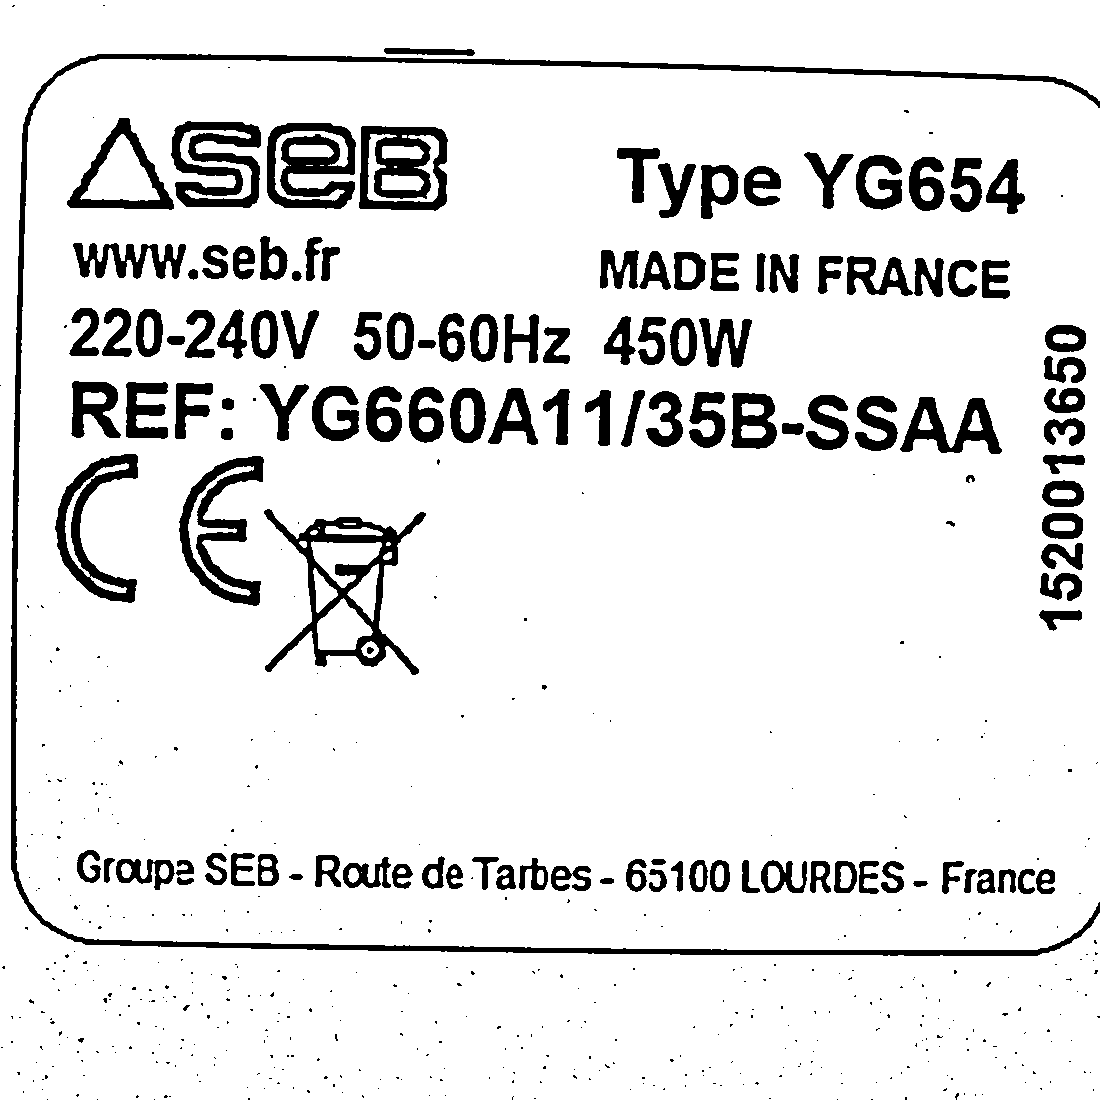 SEB
Type YG654
www.seb.fr
MADE IN FRANCE
220-240V 50-60Hz 450W
REF: YG660A11/35B-SSAA
CE
1520013650
Groupe SEB - Route de Tarbes - 65100 LOURDES - France